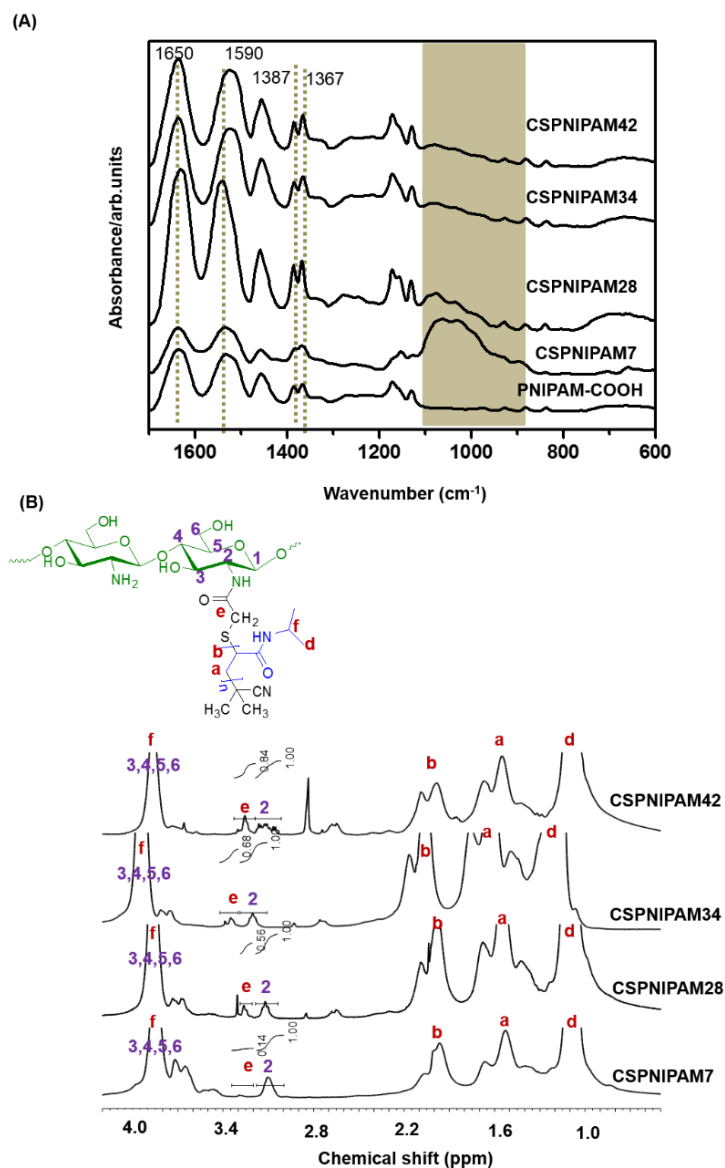 (A)
1650
1590
1387
1367
CSPNIPAM42
CSPNIPAM34
CSPNIPAM28
CSPNIPAM7
PNIPAM-COOH
Absorbance/arb.units
1600
1400
1200
1000
800
600
Wavenumber (cm⁻¹)
(B)
OH
O
HO
NH₂
O
4
6
OH
5
O
2
1
HO
3
O
NH
O
e
CH₂
S
HN
f
d
b
O
a
n
CN
H₃C CH₃
f
3,4,5,6
0.84
1.00
e
2
b
a
d
CSPNIPAM42
f
3,4,5,6
0.68
1.00
e
2
b
a
d
CSPNIPAM34
f
3,4,5,6
0.56
1.00
e
2
b
a
d
CSPNIPAM28
f
3,4,5,6
0.14
1.00
e
2
b
a
d
CSPNIPAM7
4.0
3.4
2.8
2.2
1.6
1.0
Chemical shift (ppm)